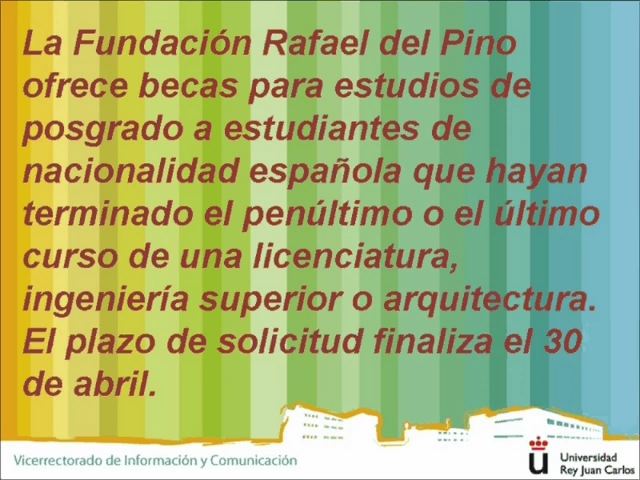 La Fundación Rafael del Pino
ofrece becas para estudios de
posgrado a estudiantes de
nacionalidad española que hayan
terminado el penúltimo o el último
curso de una licenciatura,
ingeniería superior o arquitectura.
El plazo de solicitud finaliza el 30
de abril.
Vicerrectorado de Información y Comunicación
u
Universidad
Rey Juan Carlos